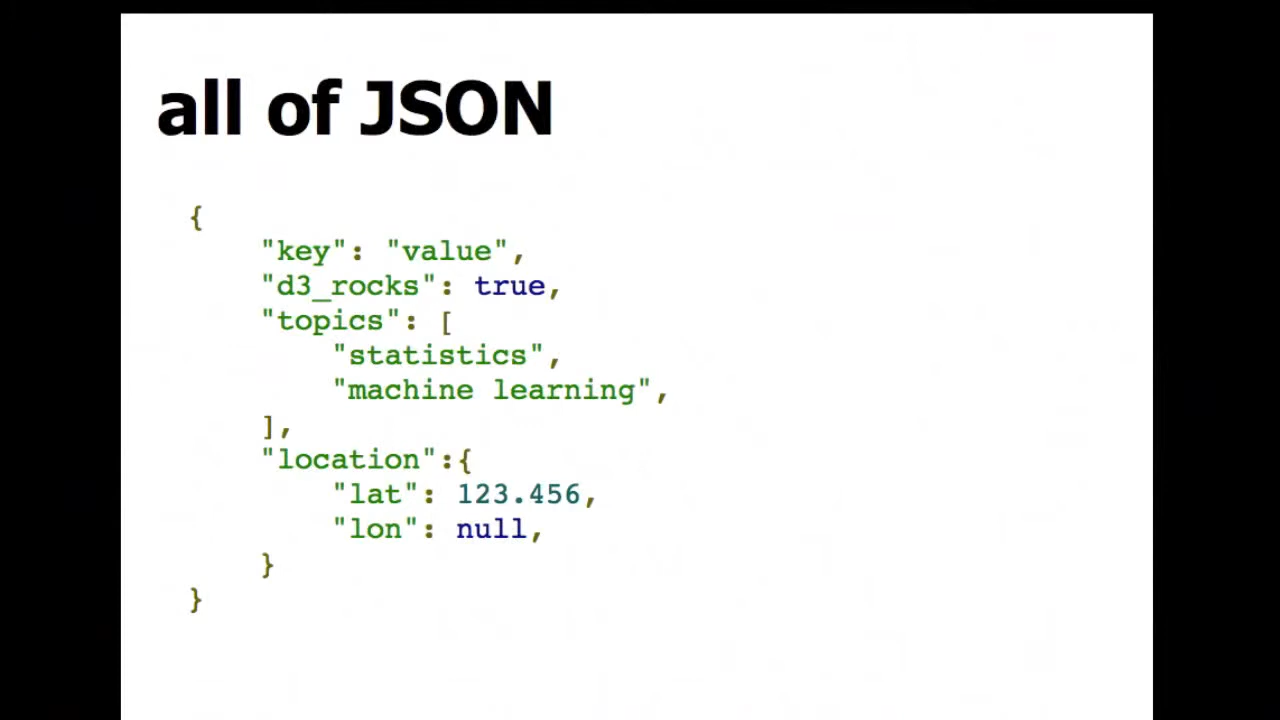 all of JSON
{
    "key": "value",
    "d3_rocks": true,
    "topics": [
        "statistics",
        "machine learning",
    ],
    "location":{
        "lat": 123.456,
        "lon": null,
    }
}